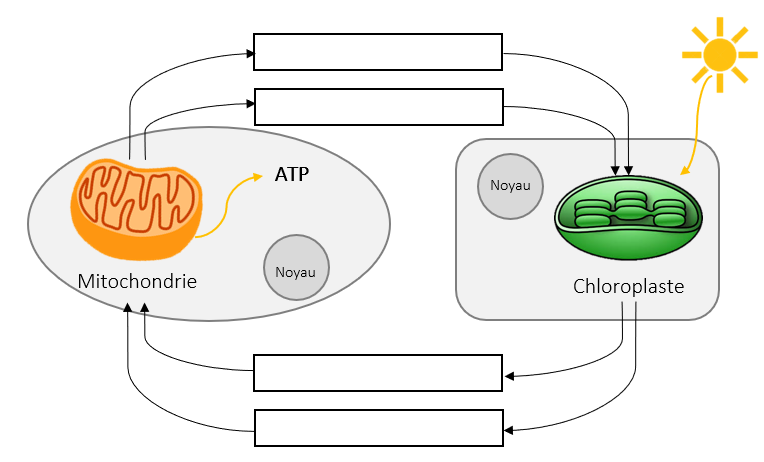 ATP
Noyau
Mitochondrie
Noyau
Chloroplaste